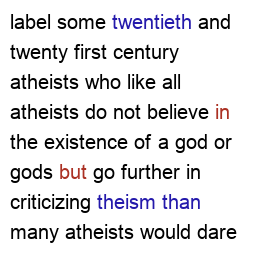 label some twentieth and
twenty first century
atheists who like all
atheists do not believe in
the existence of a god or
gods but go further in
criticizing theism than
many atheists would dare